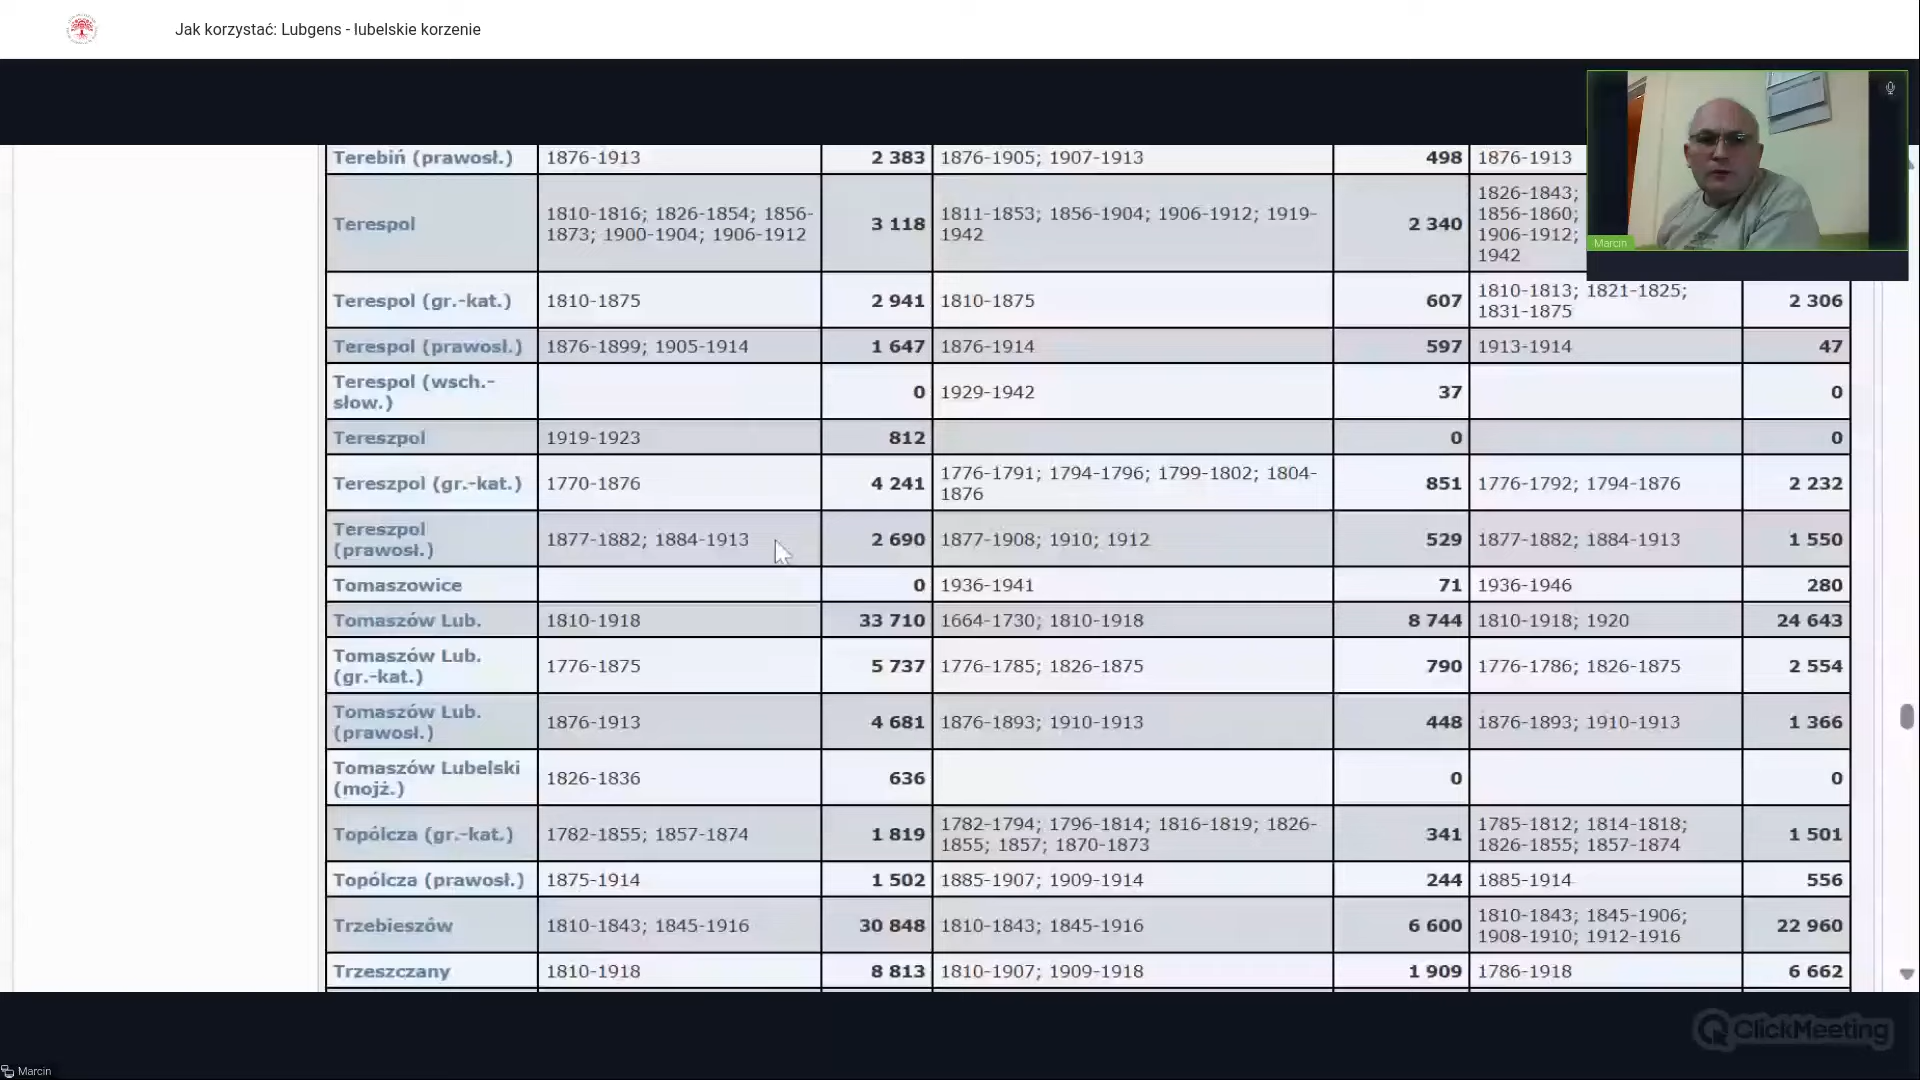 Jak korzystać: Lubgens - lubelskie korzenie
Marcin
Terebiń (prawosł.) 1876-1913 2 383 1876-1905; 1907-1913 498 1876-1913
Terespol 1810-1816; 1826-1854; 1856-
1873; 1900-1904; 1906-1912 3 118 1811-1853; 1856-1904; 1906-1912; 1919-
1942 2 340 1826-1843;
1856-1860;
1906-1912;
1942
Terespol (gr.-kat.) 1810-1875 2 941 1810-1875 607 1810-1813; 1821-1825;
1831-1875 2 306
Terespol (prawosł.) 1876-1899; 1905-1914 1 647 1876-1914 597 1913-1914 47
Terespol (wsch.-
słow.) 0 1929-1942 37 0
Tereszpol 1919-1923 812 0 0
Tereszpol (gr.-kat.) 1770-1876 4 241 1776-1791; 1794-1796; 1799-1802; 1804-
1876 851 1776-1792; 1794-1876 2 232
Tereszpol
(prawosł.) 1877-1882; 1884-1913 2 690 1877-1908; 1910; 1912 529 1877-1882; 1884-1913 1 550
Tomaszowice 0 1936-1941 71 1936-1946 280
Tomaszów Lub. 1810-1918 33 710 1664-1730; 1810-1918 8 744 1810-1918; 1920 24 643
Tomaszów Lub.
(gr.-kat.) 1776-1875 5 737 1776-1785; 1826-1875 790 1776-1786; 1826-1875 2 554
Tomaszów Lub.
(prawosł.) 1876-1913 4 681 1876-1893; 1910-1913 448 1876-1893; 1910-1913 1 366
Tomaszów Lubelski
(mojż.) 1826-1836 636 0 0
Topólcza (gr.-kat.) 1782-1855; 1857-1874 1 819 1782-1794; 1796-1814; 1816-1819; 1826-
1855; 1857; 1870-1873 341 1785-1812; 1814-1818;
1826-1855; 1857-1874 1 501
Topólcza (prawosł.) 1875-1914 1 502 1885-1907; 1909-1914 244 1885-1914 556
Trzebieszów 1810-1843; 1845-1916 30 848 1810-1843; 1845-1916 6 600 1810-1843; 1845-1906;
1908-1910; 1912-1916 22 960
Trzeszczany 1810-1918 8 813 1810-1907; 1909-1918 1 909 1786-1918 6 662
ClickMeeting
Marcin